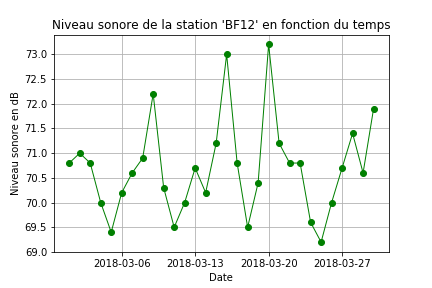 Niveau sonore de la station 'BF12' en fonction du temps
73.0
72.5
72.0
71.5
71.0
70.5
70.0
69.5
69.0
Niveau sonore en dB
2018-03-06 2018-03-13 2018-03-20 2018-03-27
Date